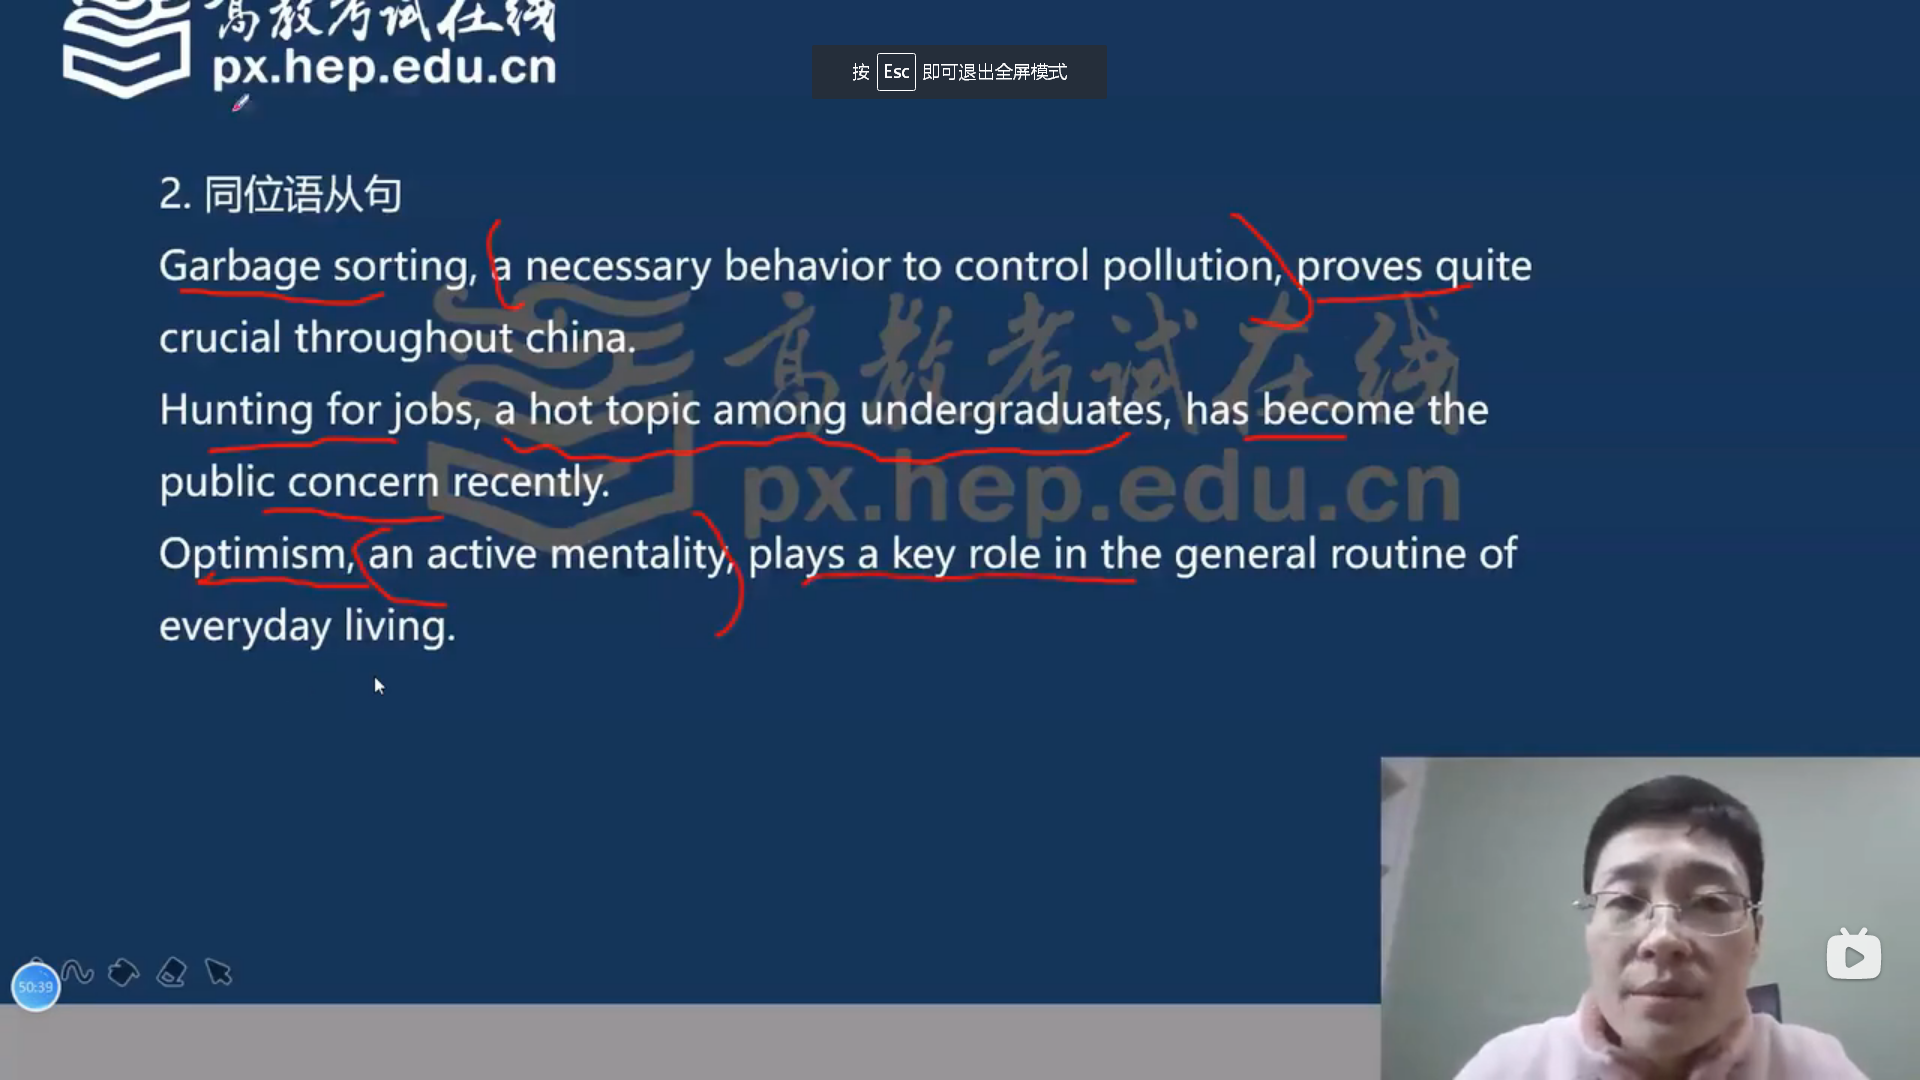 高教考试在线
px.hep.edu.cn
按 Esc 即可退出全屏模式
2. 同位语从句
Garbage sorting, a necessary behavior to control pollution, proves quite
crucial throughout china.
Hunting for jobs, a hot topic among undergraduates, has become the
public concern recently.
Optimism, an active mentality, plays a key role in the general routine of
everyday living.
高教考试在线
px.hep.edu.cn
50:39